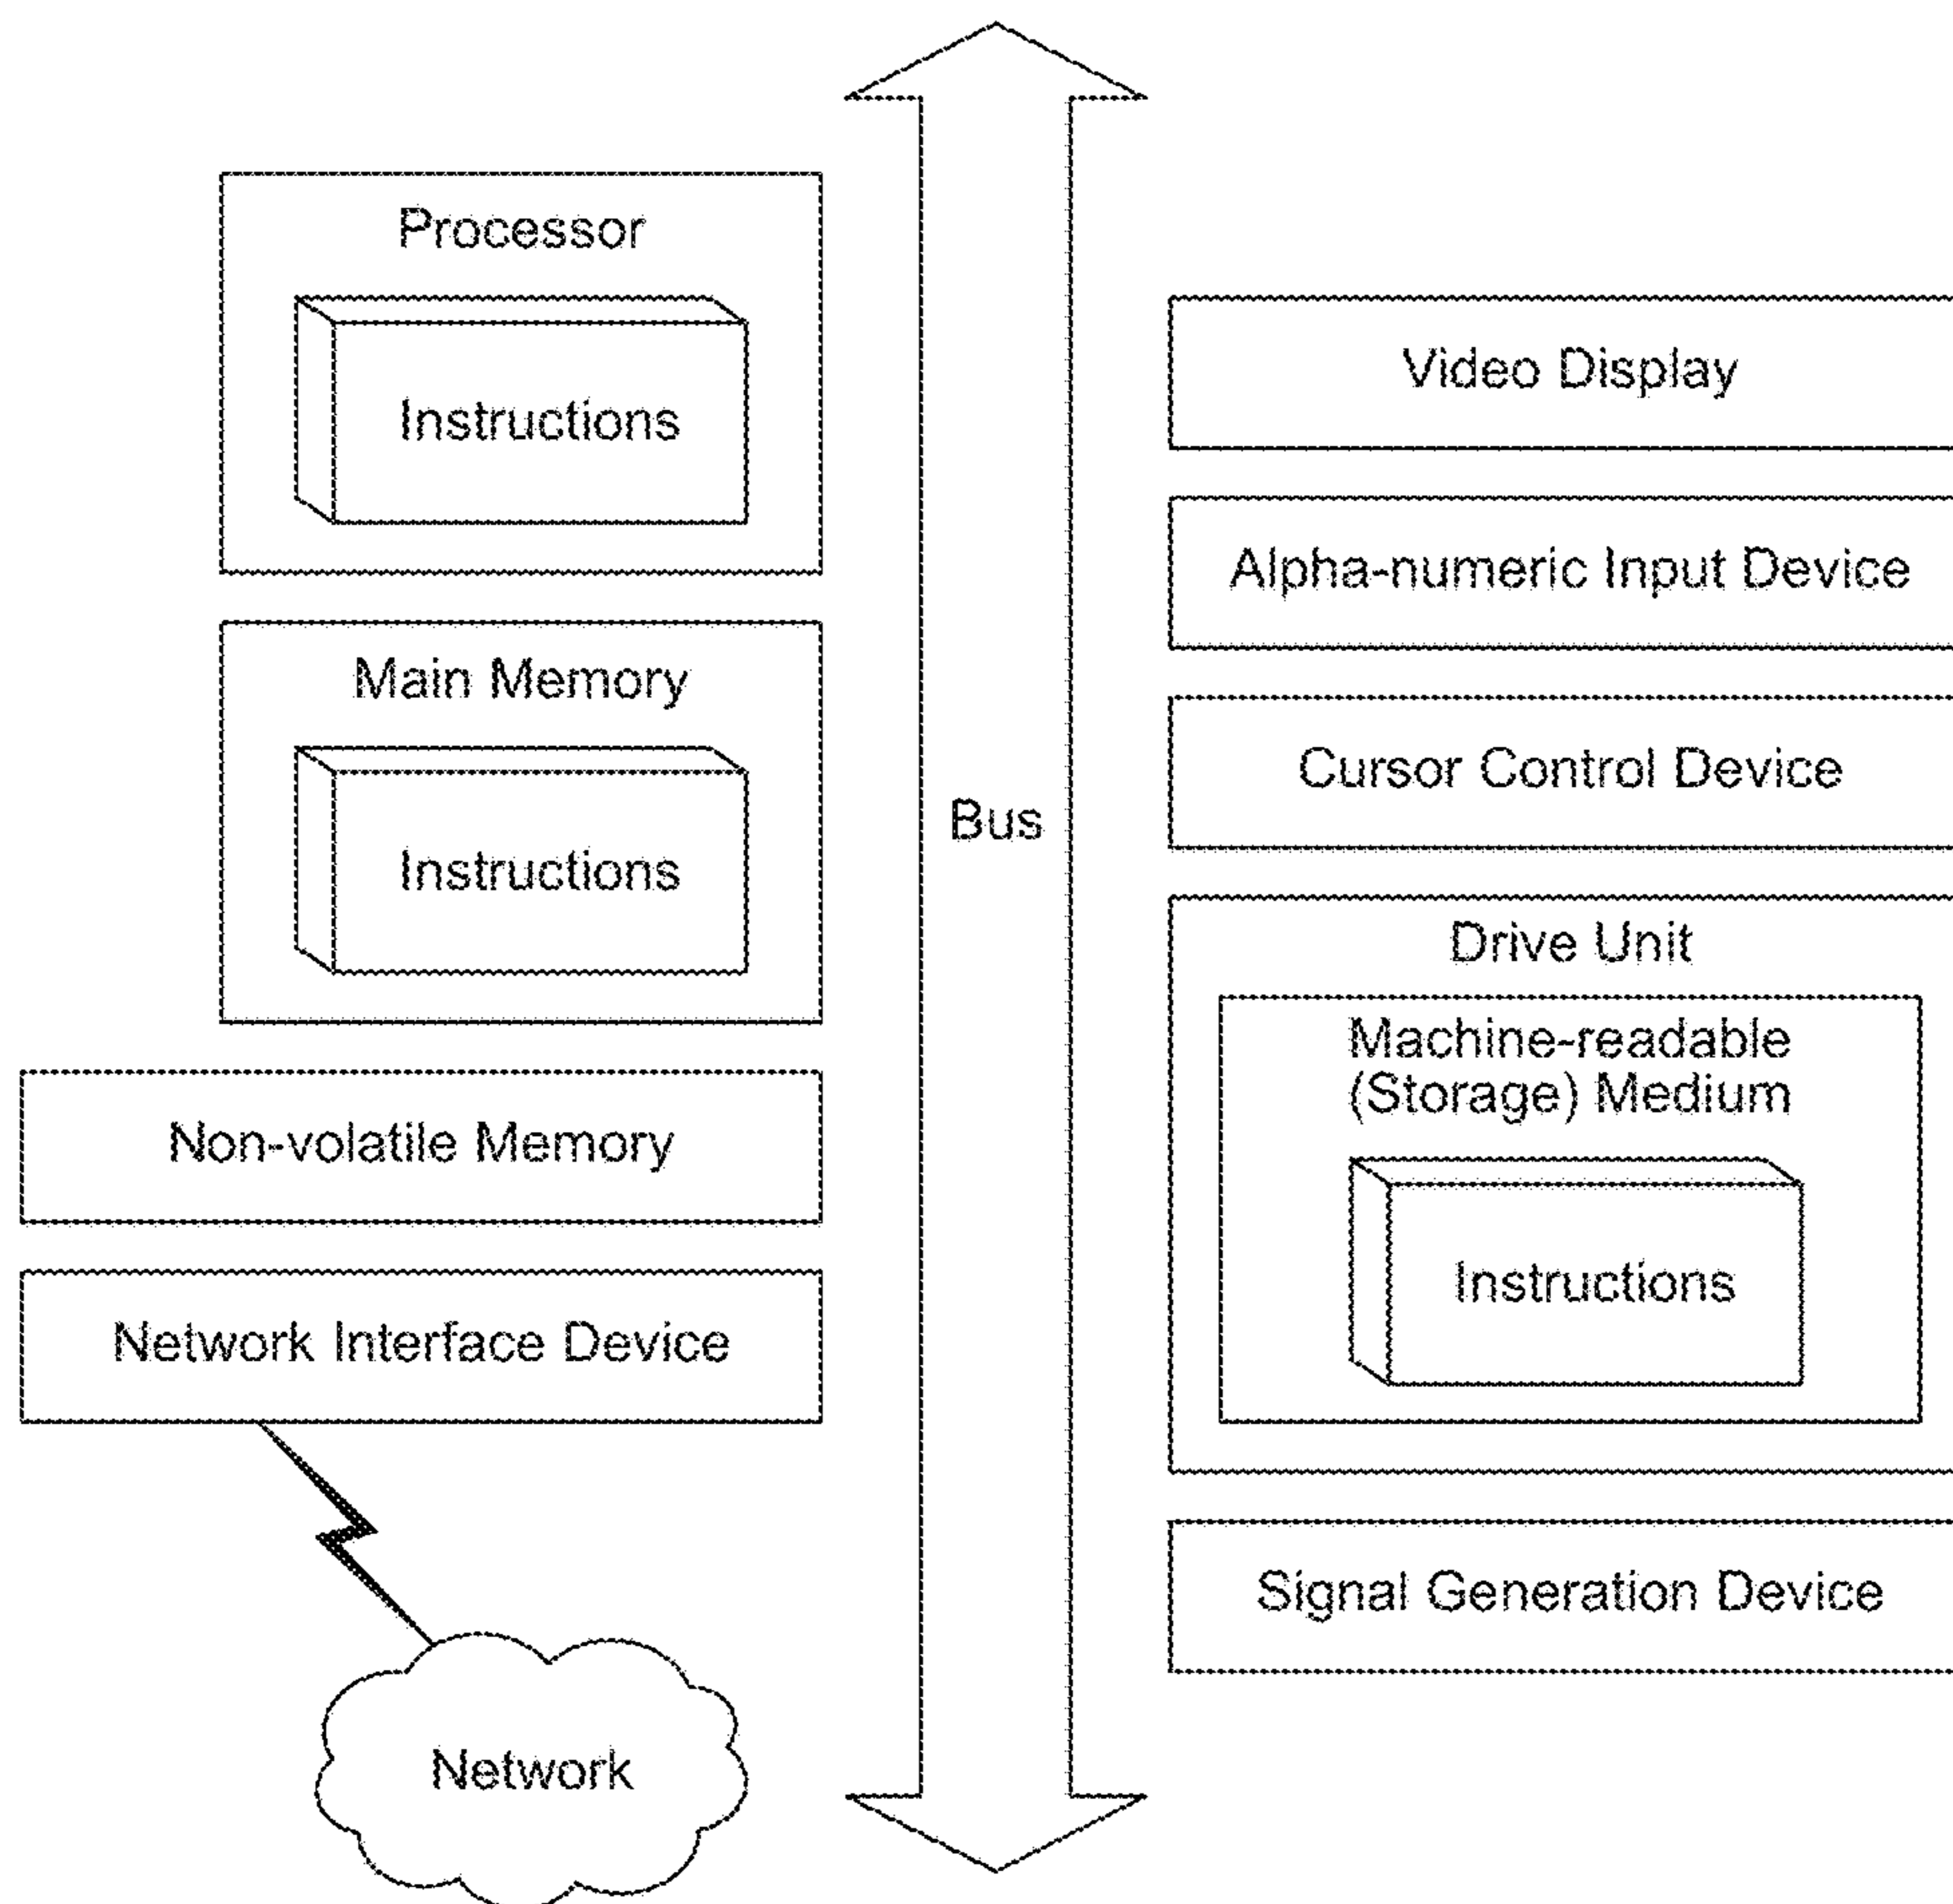 Processor
Instructions
Main Memory
Instructions
Non-volatile Memory
Network Interface Device
Network
Bus
Video Display
Alpha-numeric Input Device
Cursor Control Device
Drive Unit
Machine-readable
(Storage) Medium
Instructions
Signal Generation Device